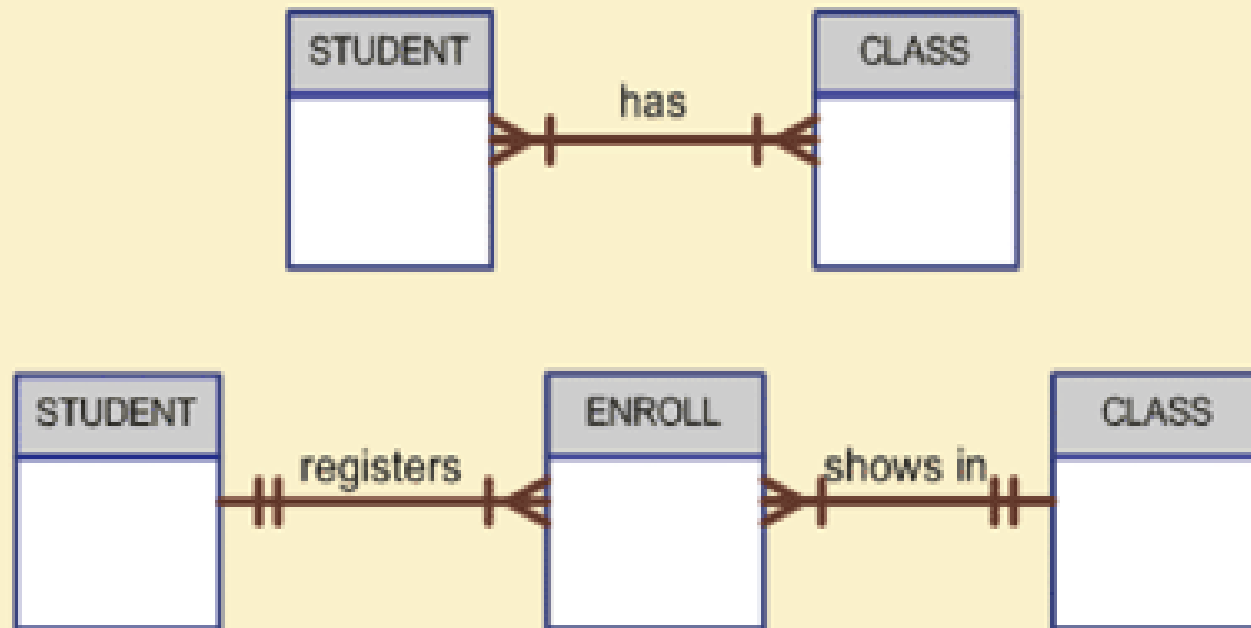 STUDENT
CLASS
has
STUDENT
ENROLL
CLASS
registers
shows in